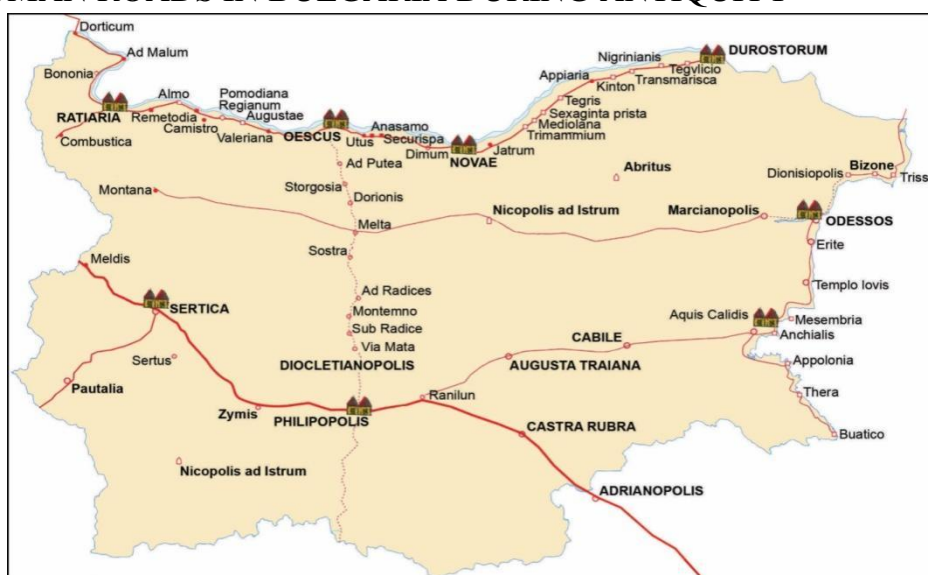 MAN ROADS IN BULGARIA DURING ANTIQUITY
Dorticum
Ad Malum
Bononia
RATIARIA
Combustica
Remetodia
Almo
Camistro
Pomodiana
Regianum
Augustae
Valeriana
OESCUS
Utus
Anasamo
Securispa
Dimum
NOVAE
Jatrum
Trimammium
Mediolana
Sexaginta prista
Tegris
Appiaria
Kinton
Nigrinianis
Transmarisca
Tegvlicio
DUROSTORUM
Ad Putea
Storgosia
Dorionis
Abritus
Dionisiopolis
Bizone
Triss
Montana
Melta
Nicopolis ad Istrum
Marcianopolis
ODESSOS
Sostra
Erite
Meldis
Templo Iovis
SERTICA
Ad Radices
Montemno
Sub Radice
Via Mata
Aquis Calidis
Mesembria
Anchialis
CABILE
Sertus
DIOCLETIANOPOLIS
AUGUSTA TRAIANA
Appolonia
Pautalia
Ranilun
Thera
Zymis
PHILIPOPOLIS
CASTRA RUBRA
Buatico
Nicopolis ad Istrum
ADRIANOPOLIS